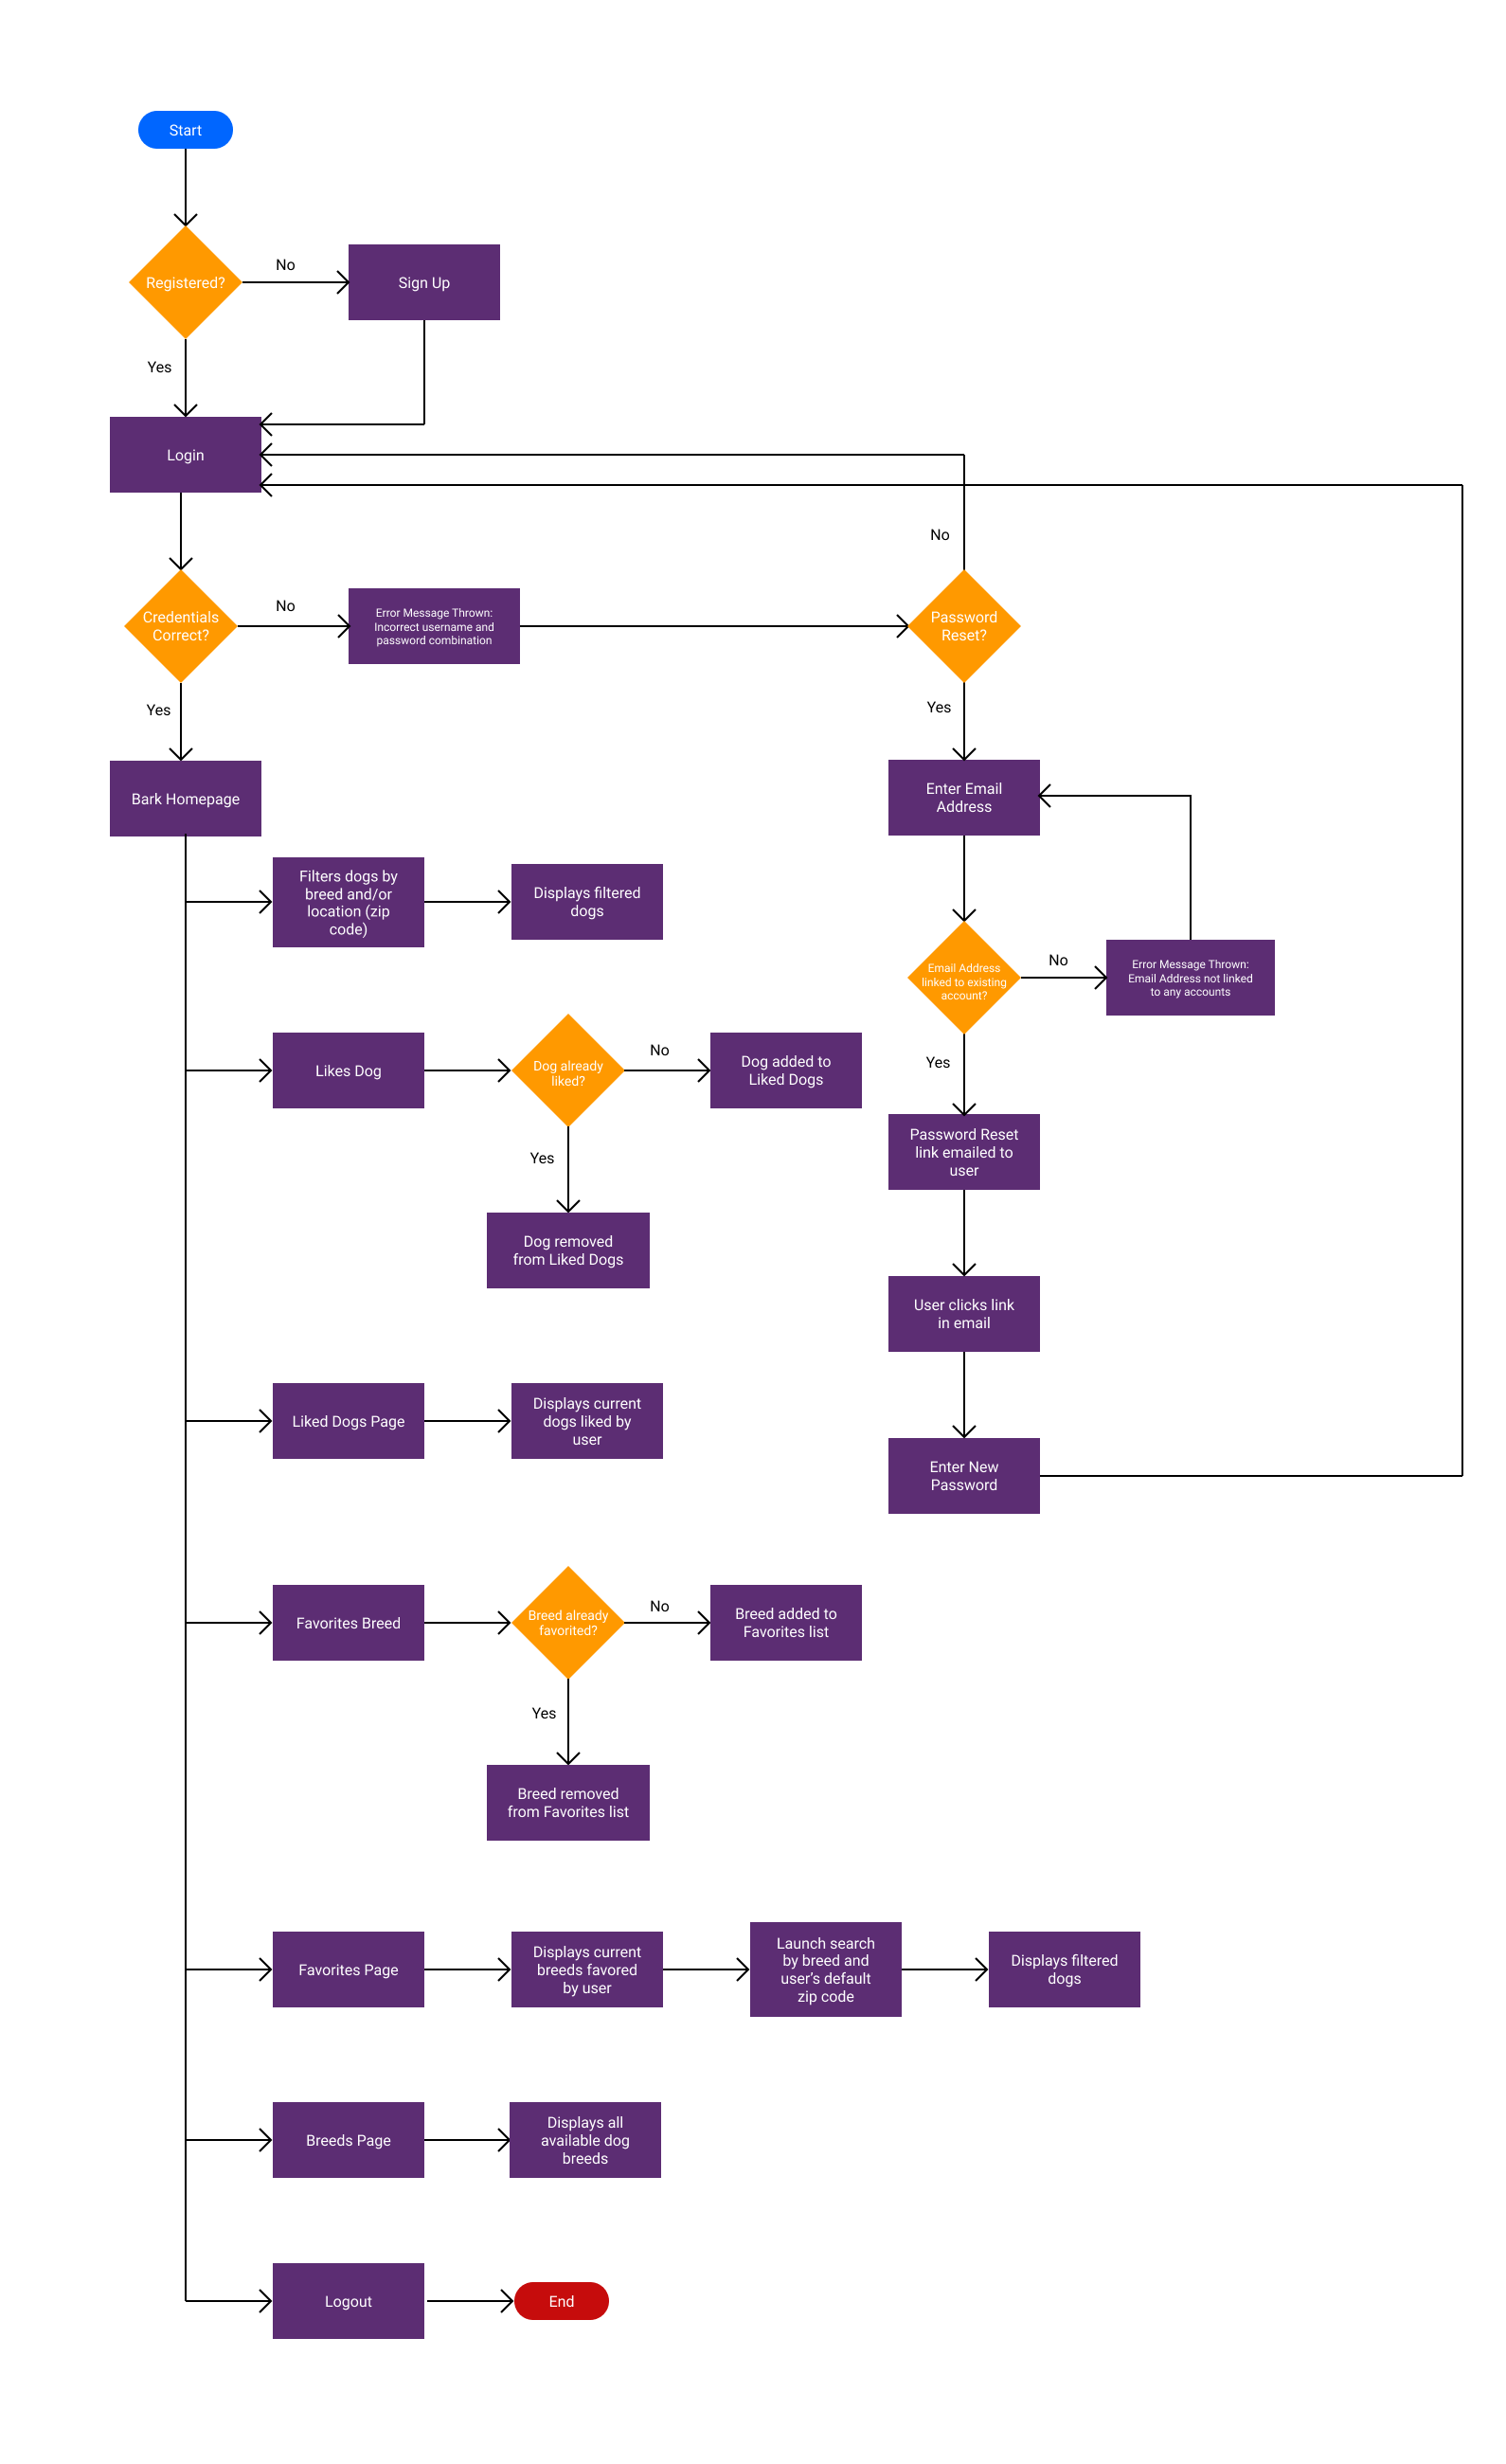 Start
Registered?
No
Sign Up
Yes
Login
No
Credentials
Correct?
No
Error Message Thrown:
Incorrect username and
password combination
Password
Reset?
Yes
Yes
Bark Homepage
Enter Email
Address
Filters dogs by
breed and/or
location (zip
code)
Displays filtered
dogs
Email Address
linked to existing
account?
No
Error Message Thrown:
Email Address not linked
to any accounts
Likes Dog
Dog already
liked?
No
Dog added to
Liked Dogs
Yes
Yes
Password Reset
link emailed to
user
Dog removed
from Liked Dogs
User clicks link
in email
Liked Dogs Page
Displays current
dogs liked by
user
Enter New
Password
Favorites Breed
Breed already
favorited?
No
Breed added to
Favorites list
Yes
Breed removed
from Favorites list
Favorites Page
Displays current
breeds favored
by user
Launch search
by breed and
user's default
zip code
Displays filtered
dogs
Breeds Page
Displays all
available dog
breeds
Logout
End